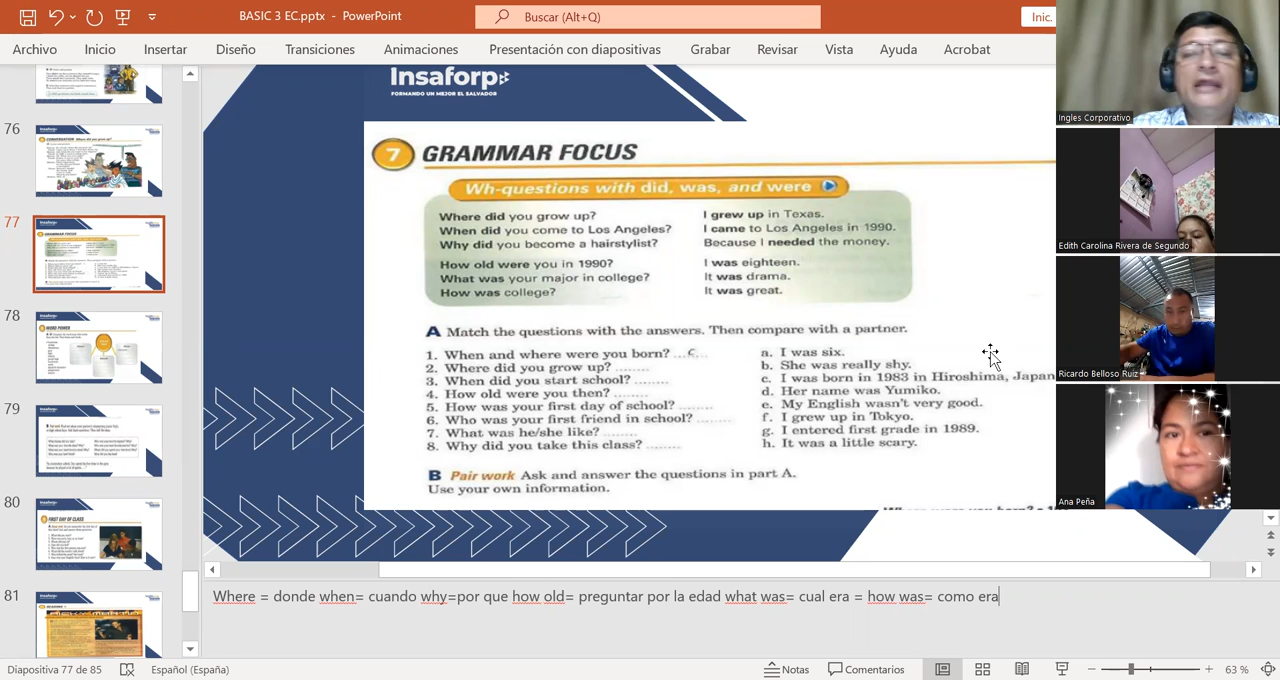 BASIC 3 EC.pptx - PowerPoint
Buscar (Alt+Q)
Inic.
Archivo Inicio Insertar Diseño Transiciones Animaciones Presentación con diapositivas Grabar Revisar Vista Ayuda Acrobat
Insaforp
FORMANDO UN MEJOR EL SALVADOR
7 GRAMMAR FOCUS
Wh-questions with did, was, and were
Where did you grow up? I grew up in Texas.
When did you come to Los Angeles? I came to Los Angeles in 1990.
Why did you become a hairstylist? Because I needed the money.
How old were you in 1990? I was eighteen.
What was your major in college? It was drama.
How was college? It was great.
A Match the questions with the answers. Then compare with a partner.
1. When and where were you born? ...c... a. I was six.
2. Where did you grow up? ........ b. She was really shy.
3. When did you start school? ........ c. I was born in 1983 in Hiroshima, Japan
4. How old were you then? ........ d. Her name was Yumiko.
5. How was your first day of school? ........ e. My English wasn't very good.
6. Who was your first friend in school? ........ f. I grew up in Tokyo.
7. What was he/she like? ........ g. I entered first grade in 1989.
8. Why did you take this class? ........ h. It was a little scary.
B Pair work Ask and answer the questions in part A.
Use your own information.
76
77
78
79
80
81
GRAMMAR FOCUS
WORD POWER
FIRST DAY OF CLASS
Ingles Corporativo
Edith Carolina Rivera de Segundo
Ricardo Belloso Ruiz
Ana Peña
Where = donde when= cuando why=por que how old= preguntar por la edad what was= cual era = how was= como era
Diapositiva 77 de 85 Español (España) Notas Comentarios 63 %